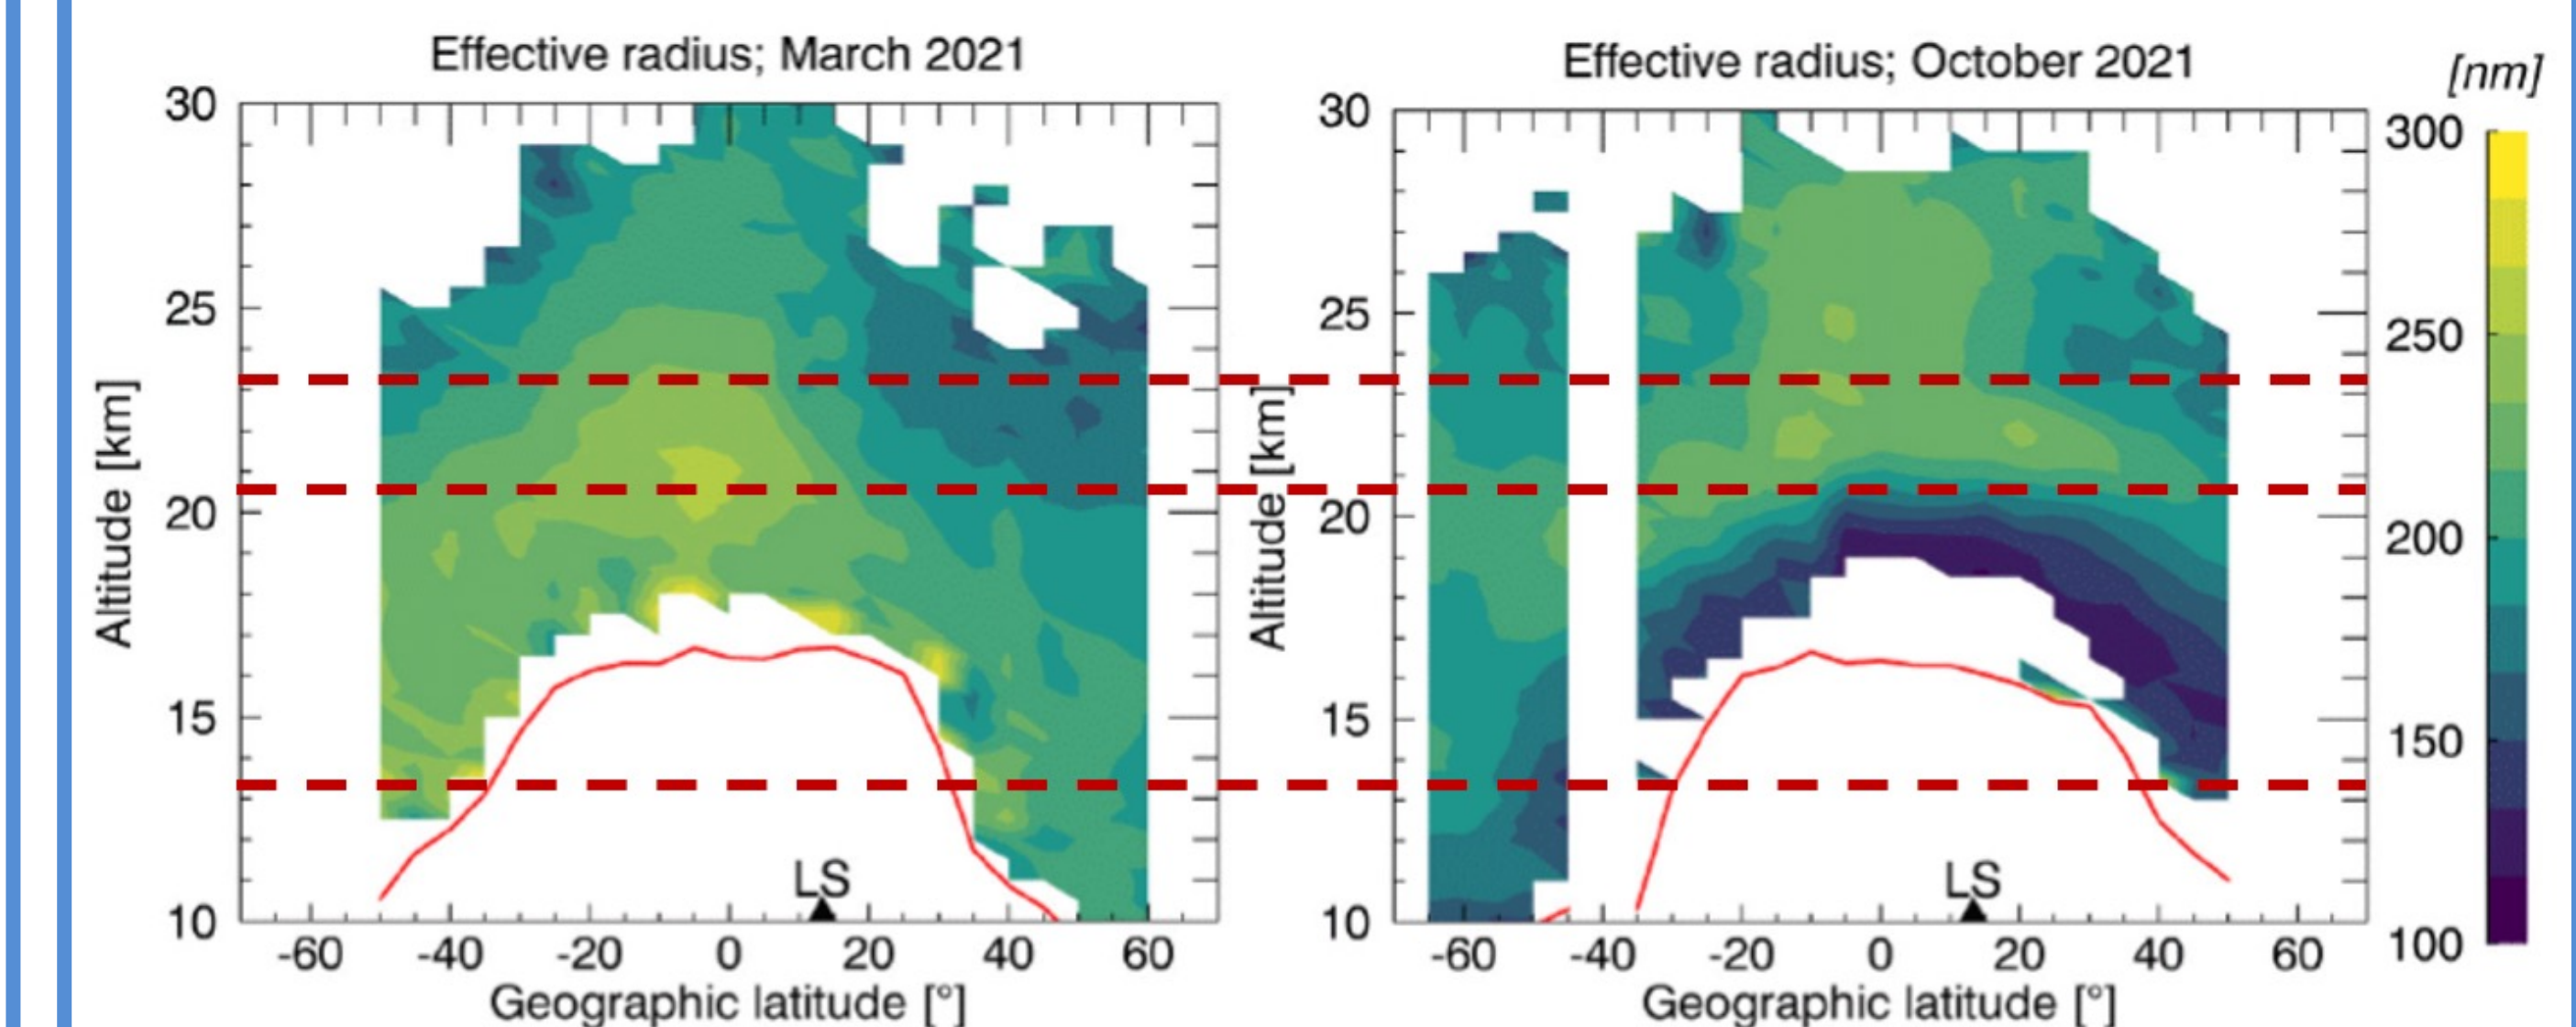 Effective radius; March 2021
30
25
20
15
10
Altitude [km]
LS
-60 -40 -20 0 20 40 60
Geographic latitude [°]
Effective radius; October 2021
30
25
20
15
10
Altitude [km]
LS
-60 -40 -20 0 20 40 60
Geographic latitude [°]
[nm]
300
250
200
150
100